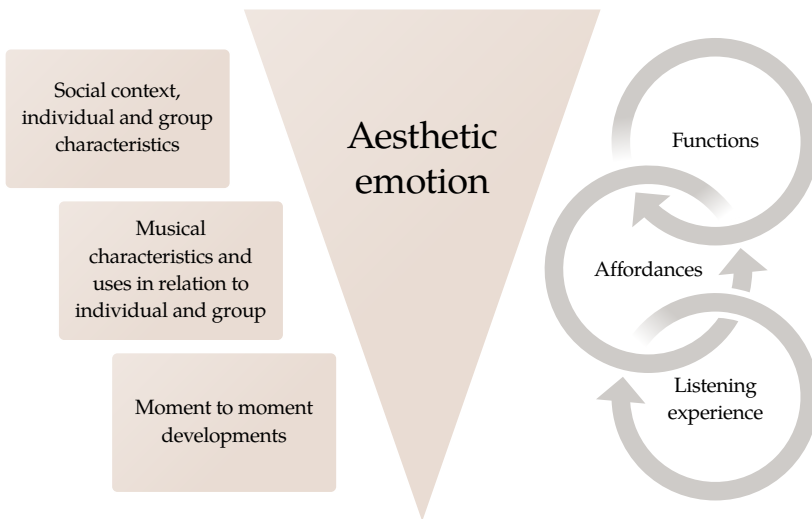 Social context,
individual and group
characteristics
Musical
characteristics and
uses in relation to
individual and group
Moment to moment
developments
Aesthetic
emotion
Functions
Affordances
Listening
experience